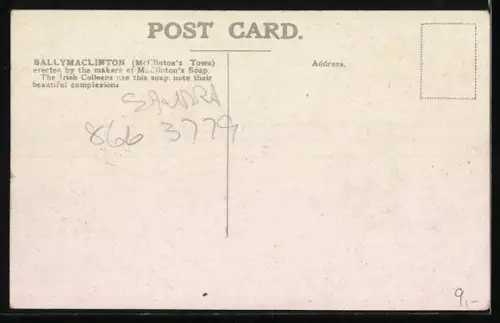 POST CARD.
BALLYMACLINTON (McClinton's Town)
erected by the makers of McClinton's Soap.
The Irish Colleens use this soap note their
beautiful complexions
Address.
SANDRA
866 3779
9,-